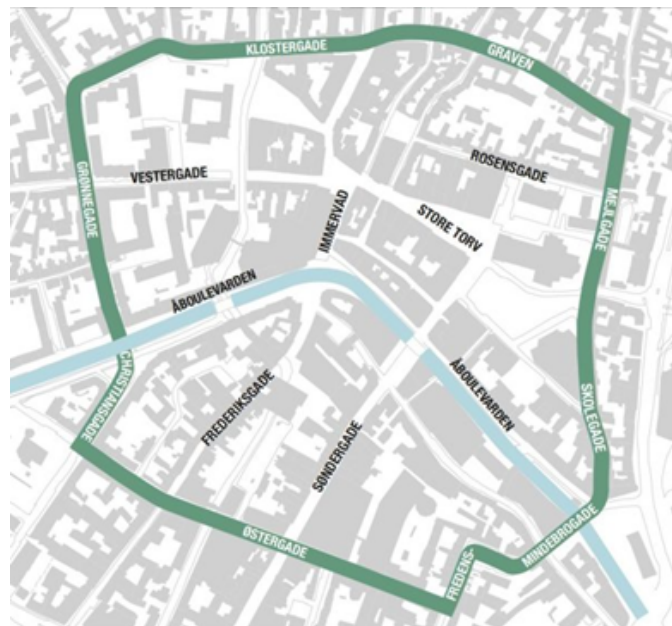 KLOSTERGADE
GRAVEN
ROSENSGADE
VESTERGADE
GRØNNEGADE
MEJLGADE
IMMERVAD
STORE TORV
ÅBOULEVARDEN
CHRISTIANSGADE
FREDERIKSGADE
ÅBOULEVARDEN
SKOLEGADE
SØNDERGADE
ØSTERGADE
FREDENS-
MINDEBROGADE